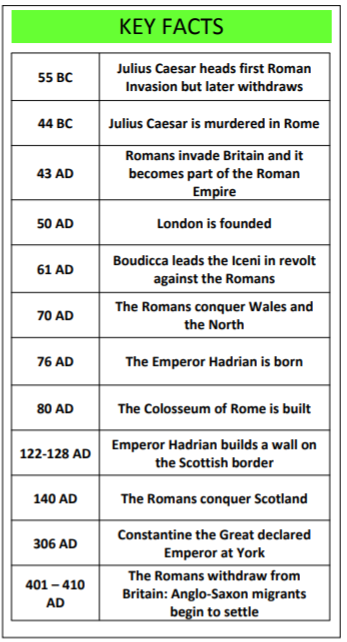 KEY FACTS
55 BC
Julius Caesar heads first Roman
Invasion but later withdraws
44 BC
Julius Caesar is murdered in Rome
43 AD
Romans invade Britain and it
becomes part of the Roman
Empire
50 AD
London is founded
61 AD
Boudicca leads the Iceni in revolt
against the Romans
70 AD
The Romans conquer Wales and
the North
76 AD
The Emperor Hadrian is born
80 AD
The Colosseum of Rome is built
122-128 AD
Emperor Hadrian builds a wall on
the Scottish border
140 AD
The Romans conquer Scotland
306 AD
Constantine the Great declared
Emperor at York
401 – 410
AD
The Romans withdraw from
Britain: Anglo-Saxon migrants
begin to settle